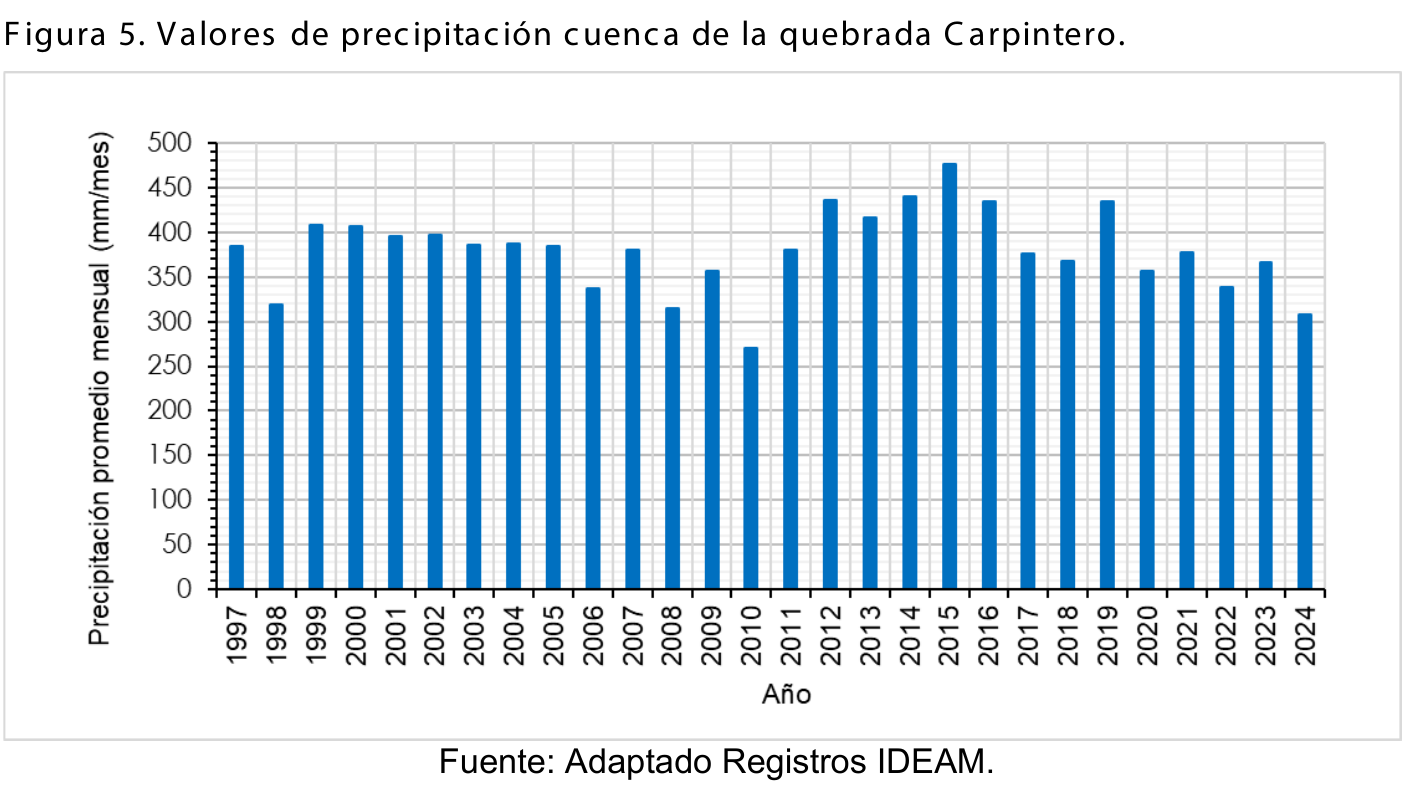 Figura 5. Valores de precipitación cuenca de la quebrada Carpintero.
Precipitación promedio mensual (mm/mes)
500
450
400
350
300
250
200
150
100
50
0
1997 1998 1999 2000 2001 2002 2003 2004 2005 2006 2007 2008 2009 2010 2011 2012 2013 2014 2015 2016 2017 2018 2019 2020 2021 2022 2023 2024
Año
Fuente: Adaptado Registros IDEAM.